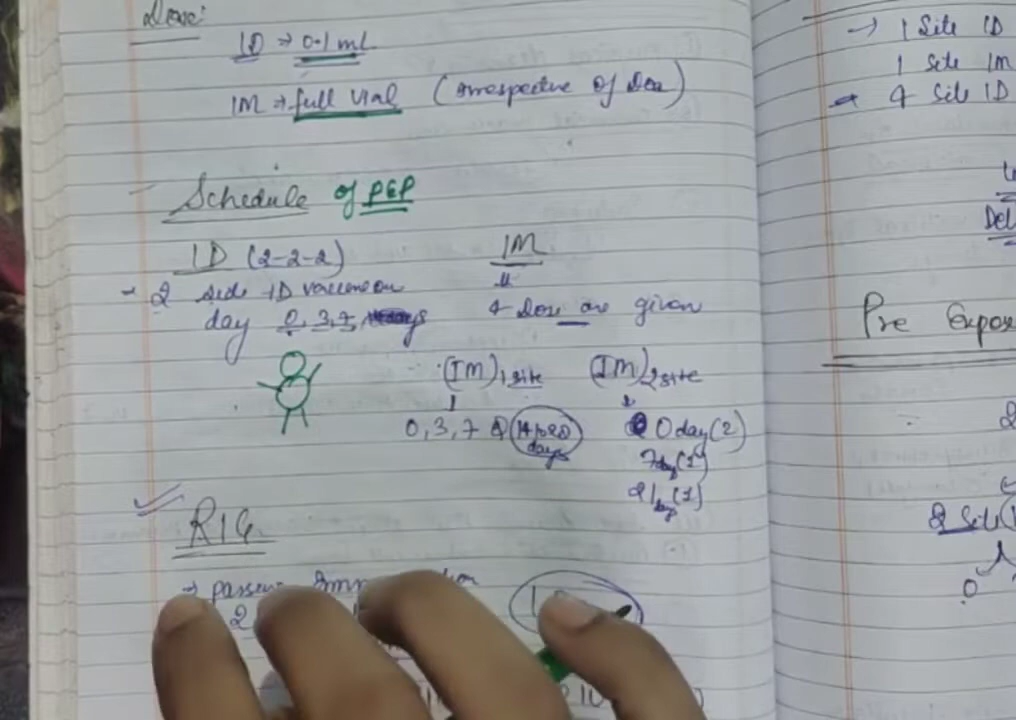 Dose:
ID → 0.1 ml
IM → full vial (irrespective of dose)
Schedule of PEP
ID (2-2-2)
- 2 side ID vaccine on
day 0, 3, 7
IM
4 dose are given
(IM) 1 site
0, 3, 7 & 14 to 28
days
(IM) 2 site
0 day (2)
7 day (1)
21 day (1)
RIG
→ passive
2
→ 1 Site ID
1 Site IM
→ 4 Site ID
Del
Pre Expos
2 Site (
0